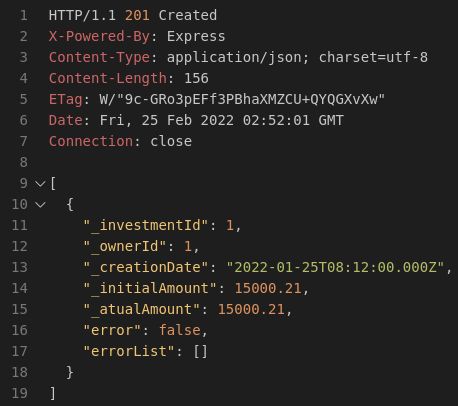 1 HTTP/1.1 201 Created
2 X-Powered-By: Express
3 Content-Type: application/json; charset=utf-8
4 Content-Length: 156
5 ETag: W/"9c-GRo3pEFf3PBhaXMZCU+QYQGXvXw"
6 Date: Fri, 25 Feb 2022 02:52:01 GMT
7 Connection: close
8
9 [
10   {
11     "_investmentId": 1,
12     "_ownerId": 1,
13     "_creationDate": "2022-01-25T08:12:00.000Z",
14     "_initialAmount": 15000.21,
15     "_atualAmount": 15000.21,
16     "error": false,
17     "errorList": []
18   }
19 ]